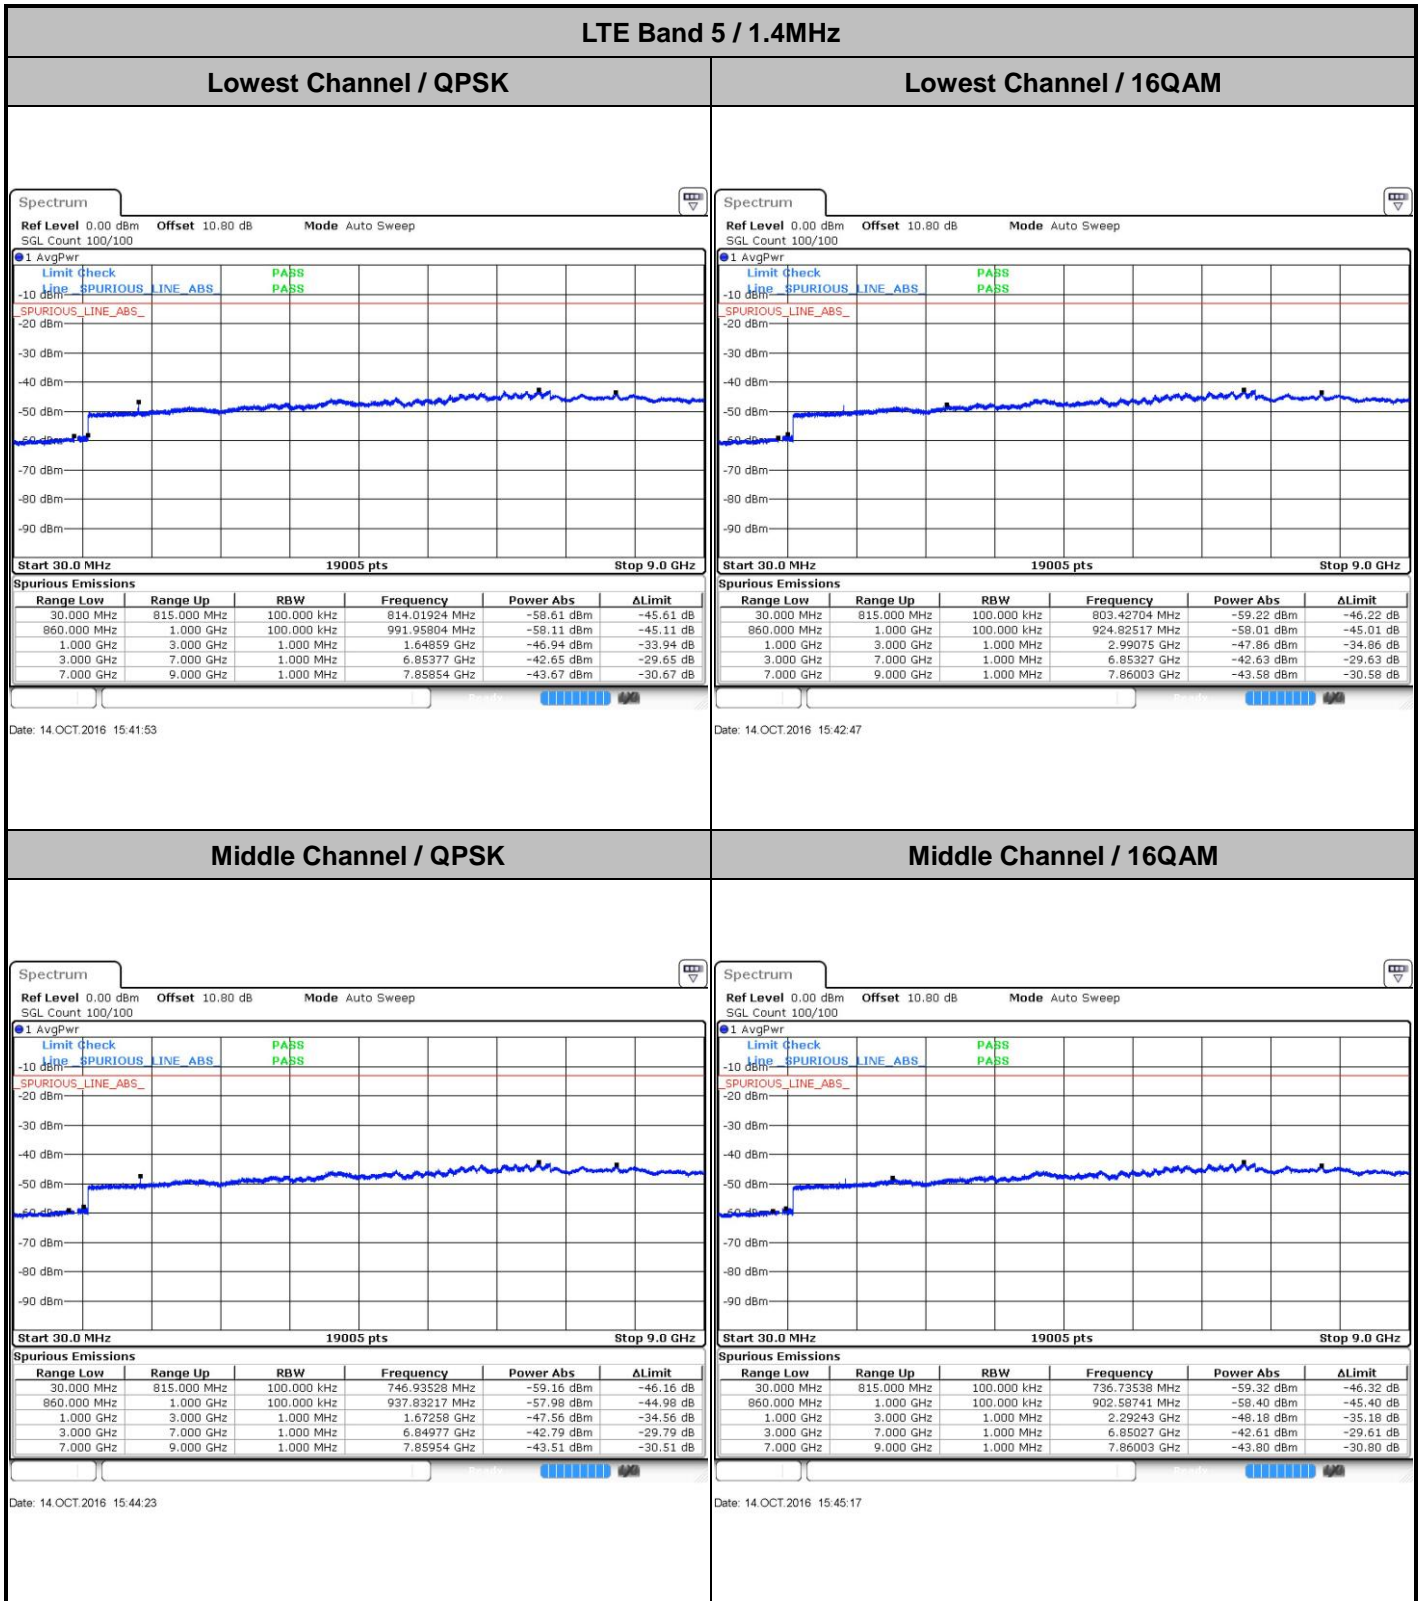 LTE Band 5 / 1.4MHz
Lowest Channel / QPSK
Lowest Channel / 16QAM
Spectrum
Ref Level 0.00 dBm Offset 10.80 dB Mode Auto Sweep
SGL Count 100/100
1 AvgPwr
Limit Check PASS
Line _SPURIOUS_LINE_ABS_ PASS
-10 dBm
_SPURIOUS_LINE_ABS_
-20 dBm
-30 dBm
-40 dBm
-50 dBm
-60 dBm
-70 dBm
-80 dBm
-90 dBm
Start 30.0 MHz 19005 pts Stop 9.0 GHz
Spurious Emissions
Range Low Range Up RBW Frequency Power Abs ΔLimit
30.000 MHz 815.000 MHz 100.000 kHz 814.01924 MHz -58.61 dBm -45.61 dB
860.000 MHz 1.000 GHz 100.000 kHz 991.95804 MHz -58.11 dBm -45.11 dB
1.000 GHz 3.000 GHz 1.000 MHz 1.64859 GHz -46.94 dBm -33.94 dB
3.000 GHz 7.000 GHz 1.000 MHz 6.85377 GHz -42.65 dBm -29.65 dB
7.000 GHz 9.000 GHz 1.000 MHz 7.85854 GHz -43.67 dBm -30.67 dB
Date: 14.OCT.2016 15:41:53
Spectrum
Ref Level 0.00 dBm Offset 10.80 dB Mode Auto Sweep
SGL Count 100/100
1 AvgPwr
Limit Check PASS
Line _SPURIOUS_LINE_ABS_ PASS
-10 dBm
_SPURIOUS_LINE_ABS_
-20 dBm
-30 dBm
-40 dBm
-50 dBm
-60 dBm
-70 dBm
-80 dBm
-90 dBm
Start 30.0 MHz 19005 pts Stop 9.0 GHz
Spurious Emissions
Range Low Range Up RBW Frequency Power Abs ΔLimit
30.000 MHz 815.000 MHz 100.000 kHz 803.42704 MHz -59.22 dBm -46.22 dB
860.000 MHz 1.000 GHz 100.000 kHz 924.82517 MHz -58.01 dBm -45.01 dB
1.000 GHz 3.000 GHz 1.000 MHz 2.99075 GHz -47.86 dBm -34.86 dB
3.000 GHz 7.000 GHz 1.000 MHz 6.85327 GHz -42.63 dBm -29.63 dB
7.000 GHz 9.000 GHz 1.000 MHz 7.86003 GHz -43.58 dBm -30.58 dB
Date: 14.OCT.2016 15:42:47
Middle Channel / QPSK
Middle Channel / 16QAM
Spectrum
Ref Level 0.00 dBm Offset 10.80 dB Mode Auto Sweep
SGL Count 100/100
1 AvgPwr
Limit Check PASS
Line _SPURIOUS_LINE_ABS_ PASS
-10 dBm
_SPURIOUS_LINE_ABS_
-20 dBm
-30 dBm
-40 dBm
-50 dBm
-60 dBm
-70 dBm
-80 dBm
-90 dBm
Start 30.0 MHz 19005 pts Stop 9.0 GHz
Spurious Emissions
Range Low Range Up RBW Frequency Power Abs ΔLimit
30.000 MHz 815.000 MHz 100.000 kHz 746.93528 MHz -59.16 dBm -46.16 dB
860.000 MHz 1.000 GHz 100.000 kHz 937.83217 MHz -57.98 dBm -44.98 dB
1.000 GHz 3.000 GHz 1.000 MHz 1.67258 GHz -47.56 dBm -34.56 dB
3.000 GHz 7.000 GHz 1.000 MHz 6.84977 GHz -42.79 dBm -29.79 dB
7.000 GHz 9.000 GHz 1.000 MHz 7.85954 GHz -43.51 dBm -30.51 dB
Date: 14.OCT.2016 15:44:23
Spectrum
Ref Level 0.00 dBm Offset 10.80 dB Mode Auto Sweep
SGL Count 100/100
1 AvgPwr
Limit Check PASS
Line _SPURIOUS_LINE_ABS_ PASS
-10 dBm
_SPURIOUS_LINE_ABS_
-20 dBm
-30 dBm
-40 dBm
-50 dBm
-60 dBm
-70 dBm
-80 dBm
-90 dBm
Start 30.0 MHz 19005 pts Stop 9.0 GHz
Spurious Emissions
Range Low Range Up RBW Frequency Power Abs ΔLimit
30.000 MHz 815.000 MHz 100.000 kHz 736.73538 MHz -59.32 dBm -46.32 dB
860.000 MHz 1.000 GHz 100.000 kHz 902.58741 MHz -58.40 dBm -45.40 dB
1.000 GHz 3.000 GHz 1.000 MHz 2.29243 GHz -48.18 dBm -35.18 dB
3.000 GHz 7.000 GHz 1.000 MHz 6.85027 GHz -42.61 dBm -29.61 dB
7.000 GHz 9.000 GHz 1.000 MHz 7.86003 GHz -43.80 dBm -30.80 dB
Date: 14.OCT.2016 15:45:17